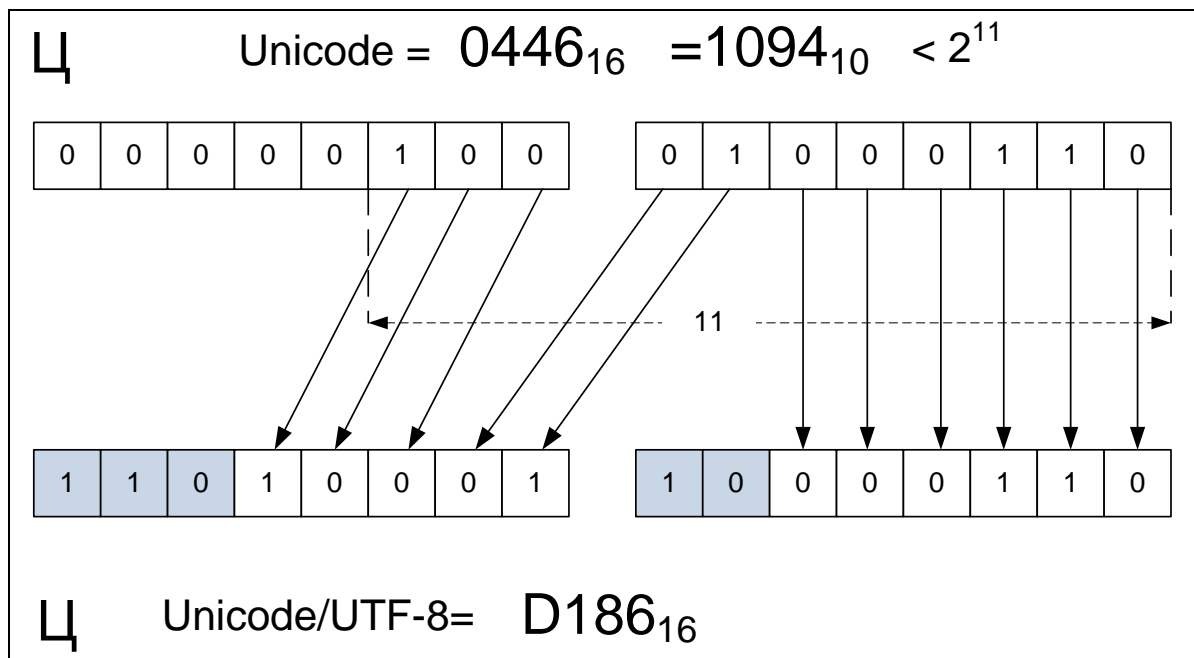 Ц Unicode = 0446₁₆ =1094₁₀ < 2¹¹
0 0 0 0 0 1 0 0 0 1 0 0 0 1 1 0
11
1 1 0 1 0 0 0 1 1 0 0 0 0 1 1 0
Ц Unicode/UTF-8= D186₁₆